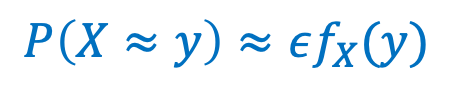 P(X ≈ y) ≈ ϵf_X(y)